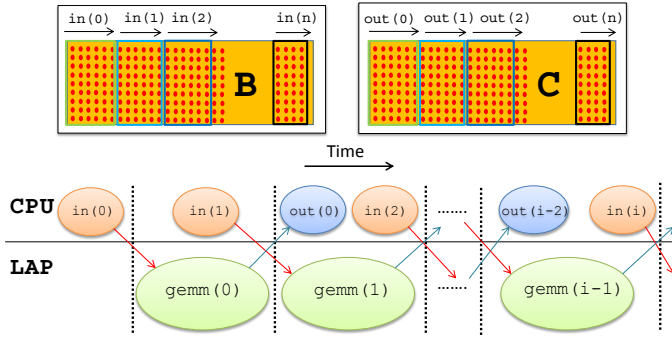 in(0) in(1) in(2) in(n)
B
out(0) out(1) out(2) out(n)
C
Time
CPU in(0) in(1) out(0) in(2) ...... out(i-2) in(i)
LAP gemm(0) gemm(1) ...... gemm(i-1)